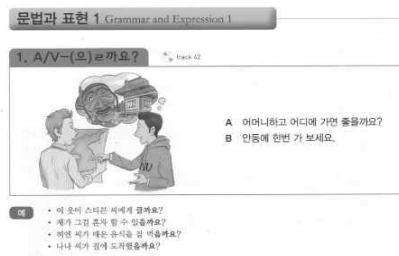 문법과 표현 1 Grammar and Expression 1
1. A/V-(으)ㄹ까요?
track 42
A 어머니하고 어디에 가면 좋을까요?
B 안동에 한번 가 보세요.
NU
예
• 이 옷이 스티븐 씨에게 클까요?
• 제가 그걸 혼자 할 수 있을까요?
• 히엔 씨가 매운 음식을 잘 먹을까요?
• 나나 씨가 집에 도착했을까요?